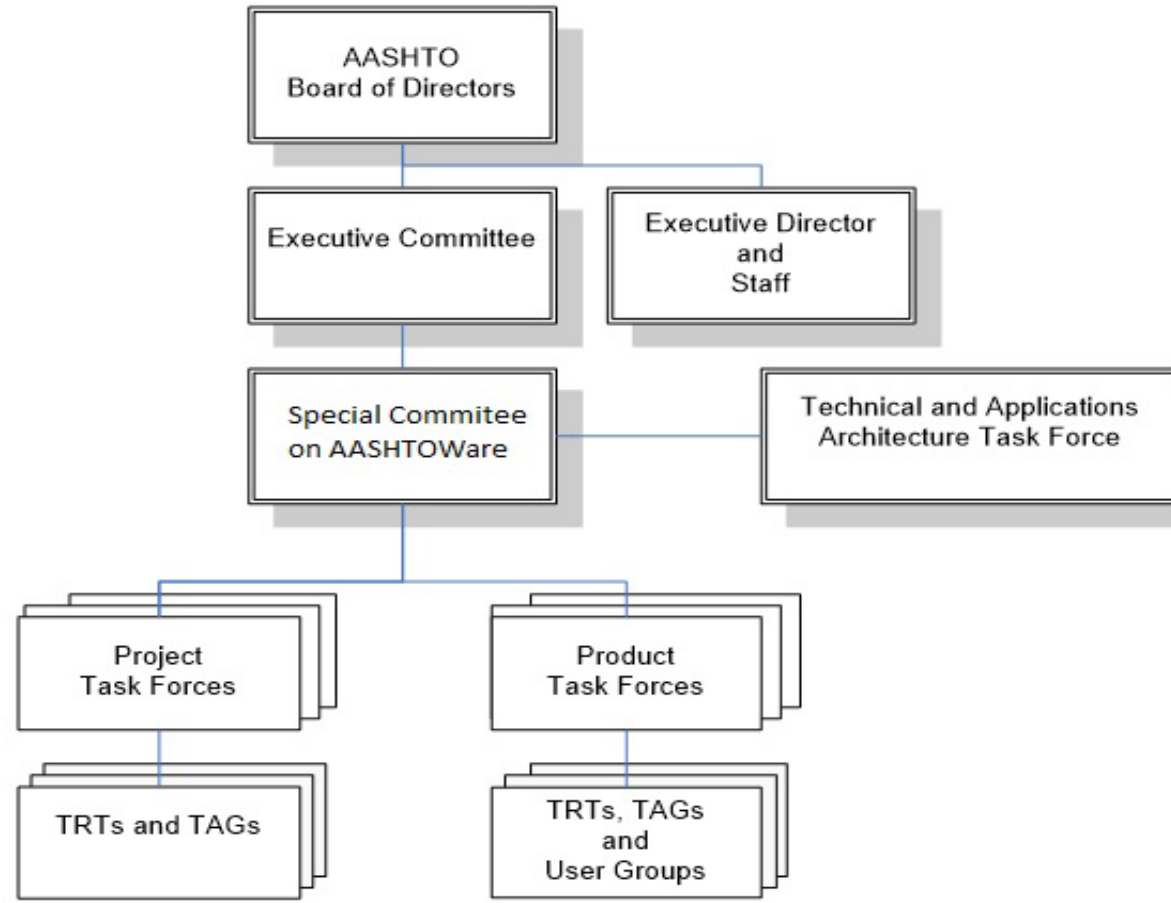 AASHTO
Board of Directors
Executive Committee
Executive Director
and
Staff
Special Commitee
on AASHTOWare
Technical and Applications
Architecture Task Force
Project
Task Forces
Product
Task Forces
TRTs and TAGs
TRTs, TAGs
and
User Groups